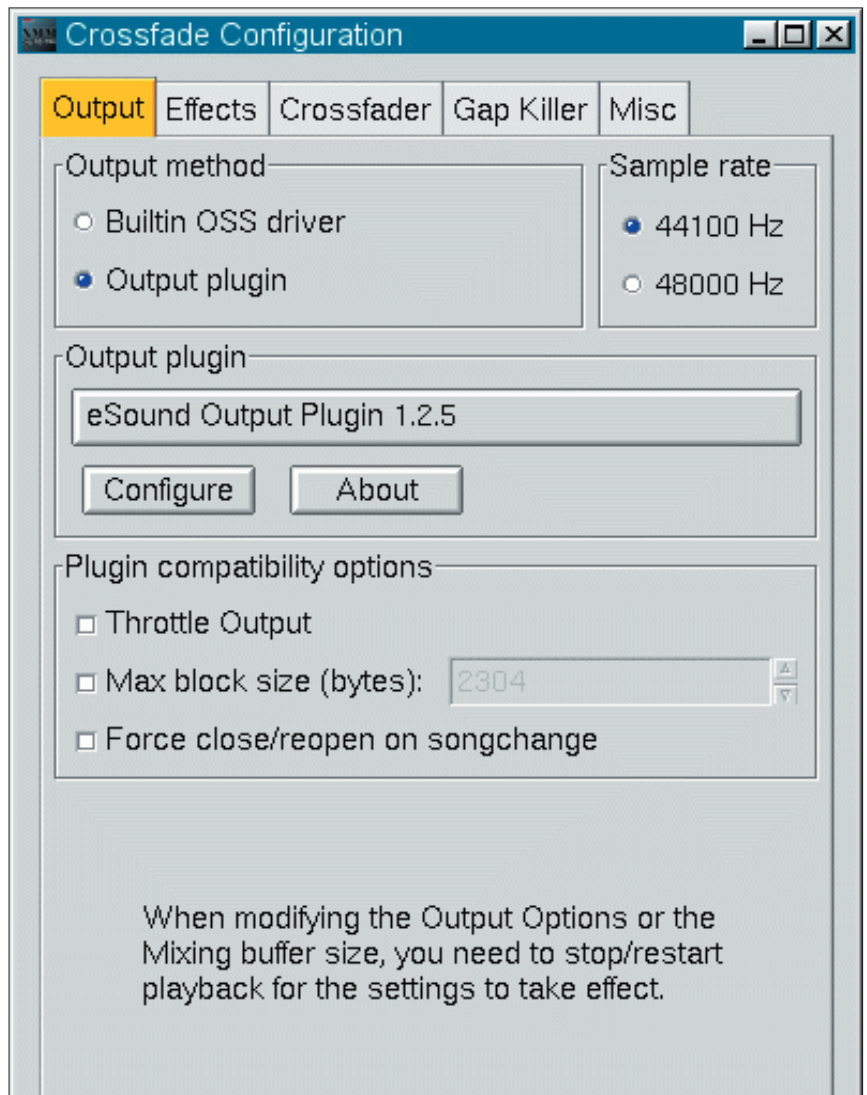 Crossfade Configuration
Output Effects Crossfader Gap Killer Misc
Output method
Builtin OSS driver
Output plugin
Sample rate
44100 Hz
48000 Hz
Output plugin
eSound Output Plugin 1.2.5
Configure About
Plugin compatibility options
Throttle Output
Max block size (bytes): 2304
Force close/reopen on songchange
When modifying the Output Options or the
Mixing buffer size, you need to stop/restart
playback for the settings to take effect.